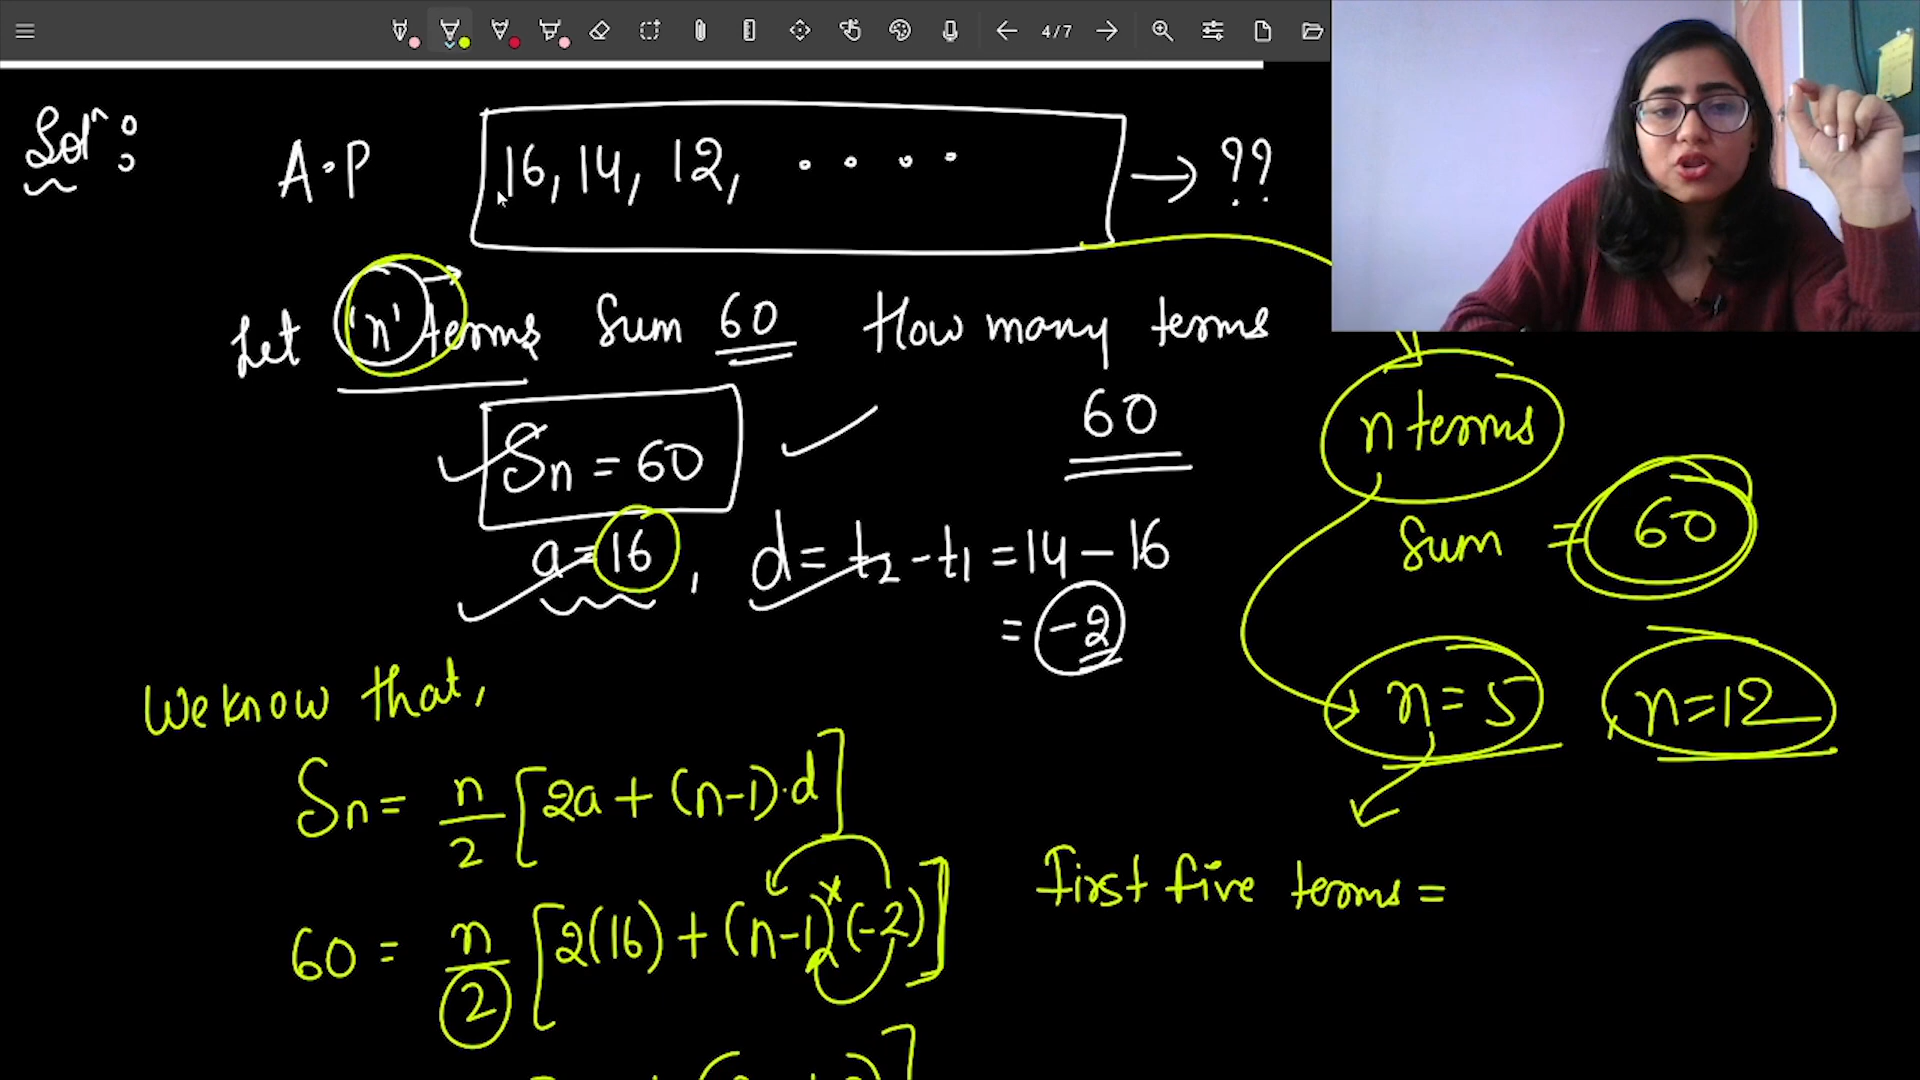 4/7
Solⁿ:
A.P 16, 14, 12, .... → ??
Let 'n' terms Sum 60 How many terms
60
n terms
Sn = 60
Sum = 60
a=16, d= t2 - t1 = 14 - 16
= -2
n=5 n=12
We know that,
Sn = n/2 [2a + (n-1)·d]
First five terms =
60 = n/2 [2(16) + (n-1)×(-2)]